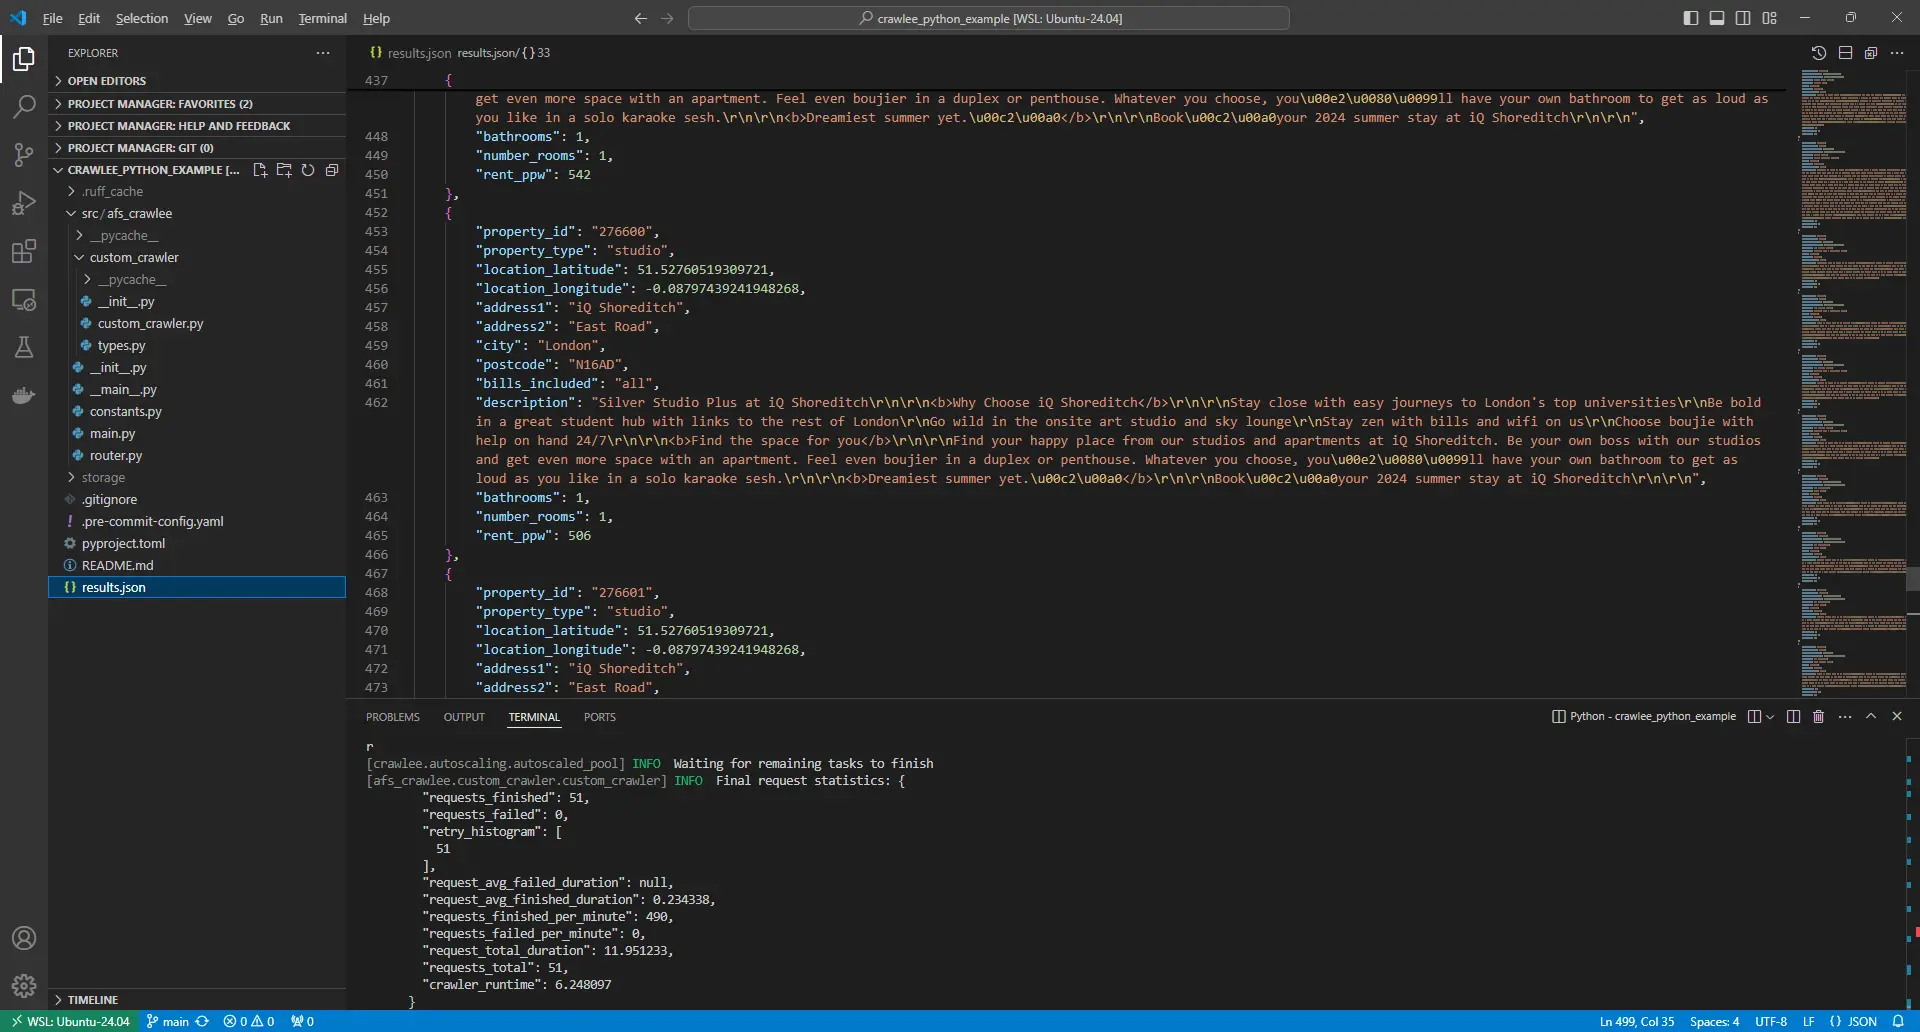 File Edit Selection View Go Run Terminal Help
crawlee_python_example [WSL: Ubuntu-24.04]
EXPLORER
OPEN EDITORS
PROJECT MANAGER: FAVORITES (2)
PROJECT MANAGER: HELP AND FEEDBACK
PROJECT MANAGER: GIT (0)
CRAWLEE_PYTHON_EXAMPLE [...
.ruff_cache
src/afs_crawlee
__pycache__
custom_crawler
__pycache__
__init__.py
custom_crawler.py
types.py
__init__.py
__main__.py
constants.py
main.py
router.py
storage
.gitignore
.pre-commit-config.yaml
pyproject.toml
README.md
results.json
TIMELINE
results.json results.json/{}33
437 {
get even more space with an apartment. Feel even boujier in a duplex or penthouse. Whatever you choose, you\u00e2\u0080\u0099ll have your own bathroom to get as loud as
you like in a solo karaoke sesh.\r\n\r\n<b>Dreamiest summer yet.\u00c2\u00a0</b>\r\n\r\nBook\u00c2\u00a0your 2024 summer stay at iQ Shoreditch\r\n\r\n",
448 "bathrooms": 1,
449 "number_rooms": 1,
450 "rent_ppw": 542
451 },
452 {
453 "property_id": "276600",
454 "property_type": "studio",
455 "location_latitude": 51.52760519309721,
456 "location_longitude": -0.08797439241948268,
457 "address1": "iQ Shoreditch",
458 "address2": "East Road",
459 "city": "London",
460 "postcode": "N16AD",
461 "bills_included": "all",
462 "description": "Silver Studio Plus at iQ Shoreditch\r\n\r\n<b>Why Choose iQ Shoreditch</b>\r\n\r\nStay close with easy journeys to London's top universities\r\nBe bold
in a great student hub with links to the rest of London\r\nGo wild in the onsite art studio and sky lounge\r\nStay zen with bills and wifi on us\r\nChoose boujie with
help on hand 24/7\r\n\r\n<b>Find the space for you</b>\r\n\r\nFind your happy place from our studios and apartments at iQ Shoreditch. Be your own boss with our studios
and get even more space with an apartment. Feel even boujier in a duplex or penthouse. Whatever you choose, you\u00e2\u0080\u0099ll have your own bathroom to get as
loud as you like in a solo karaoke sesh.\r\n\r\n<b>Dreamiest summer yet.\u00c2\u00a0</b>\r\n\r\nBook\u00c2\u00a0your 2024 summer stay at iQ Shoreditch\r\n\r\n",
463 "bathrooms": 1,
464 "number_rooms": 1,
465 "rent_ppw": 506
466 },
467 {
468 "property_id": "276601",
469 "property_type": "studio",
470 "location_latitude": 51.52760519309721,
471 "location_longitude": -0.08797439241948268,
472 "address1": "iQ Shoreditch",
473 "address2": "East Road",
PROBLEMS OUTPUT TERMINAL PORTS
Python - crawlee_python_example
r
[crawlee.autoscaling.autoscaled_pool] INFO Waiting for remaining tasks to finish
[afs_crawlee.custom_crawler.custom_crawler] INFO Final request statistics: {
"requests_finished": 51,
"requests_failed": 0,
"retry_histogram": [
51
],
"request_avg_failed_duration": null,
"request_avg_finished_duration": 0.234338,
"requests_finished_per_minute": 490,
"requests_failed_per_minute": 0,
"request_total_duration": 11.951233,
"requests_total": 51,
"crawler_runtime": 6.248097
}
WSL: Ubuntu-24.04 main 0 0 0 Ln 499, Col 35 Spaces: 4 UTF-8 LF {} JSON